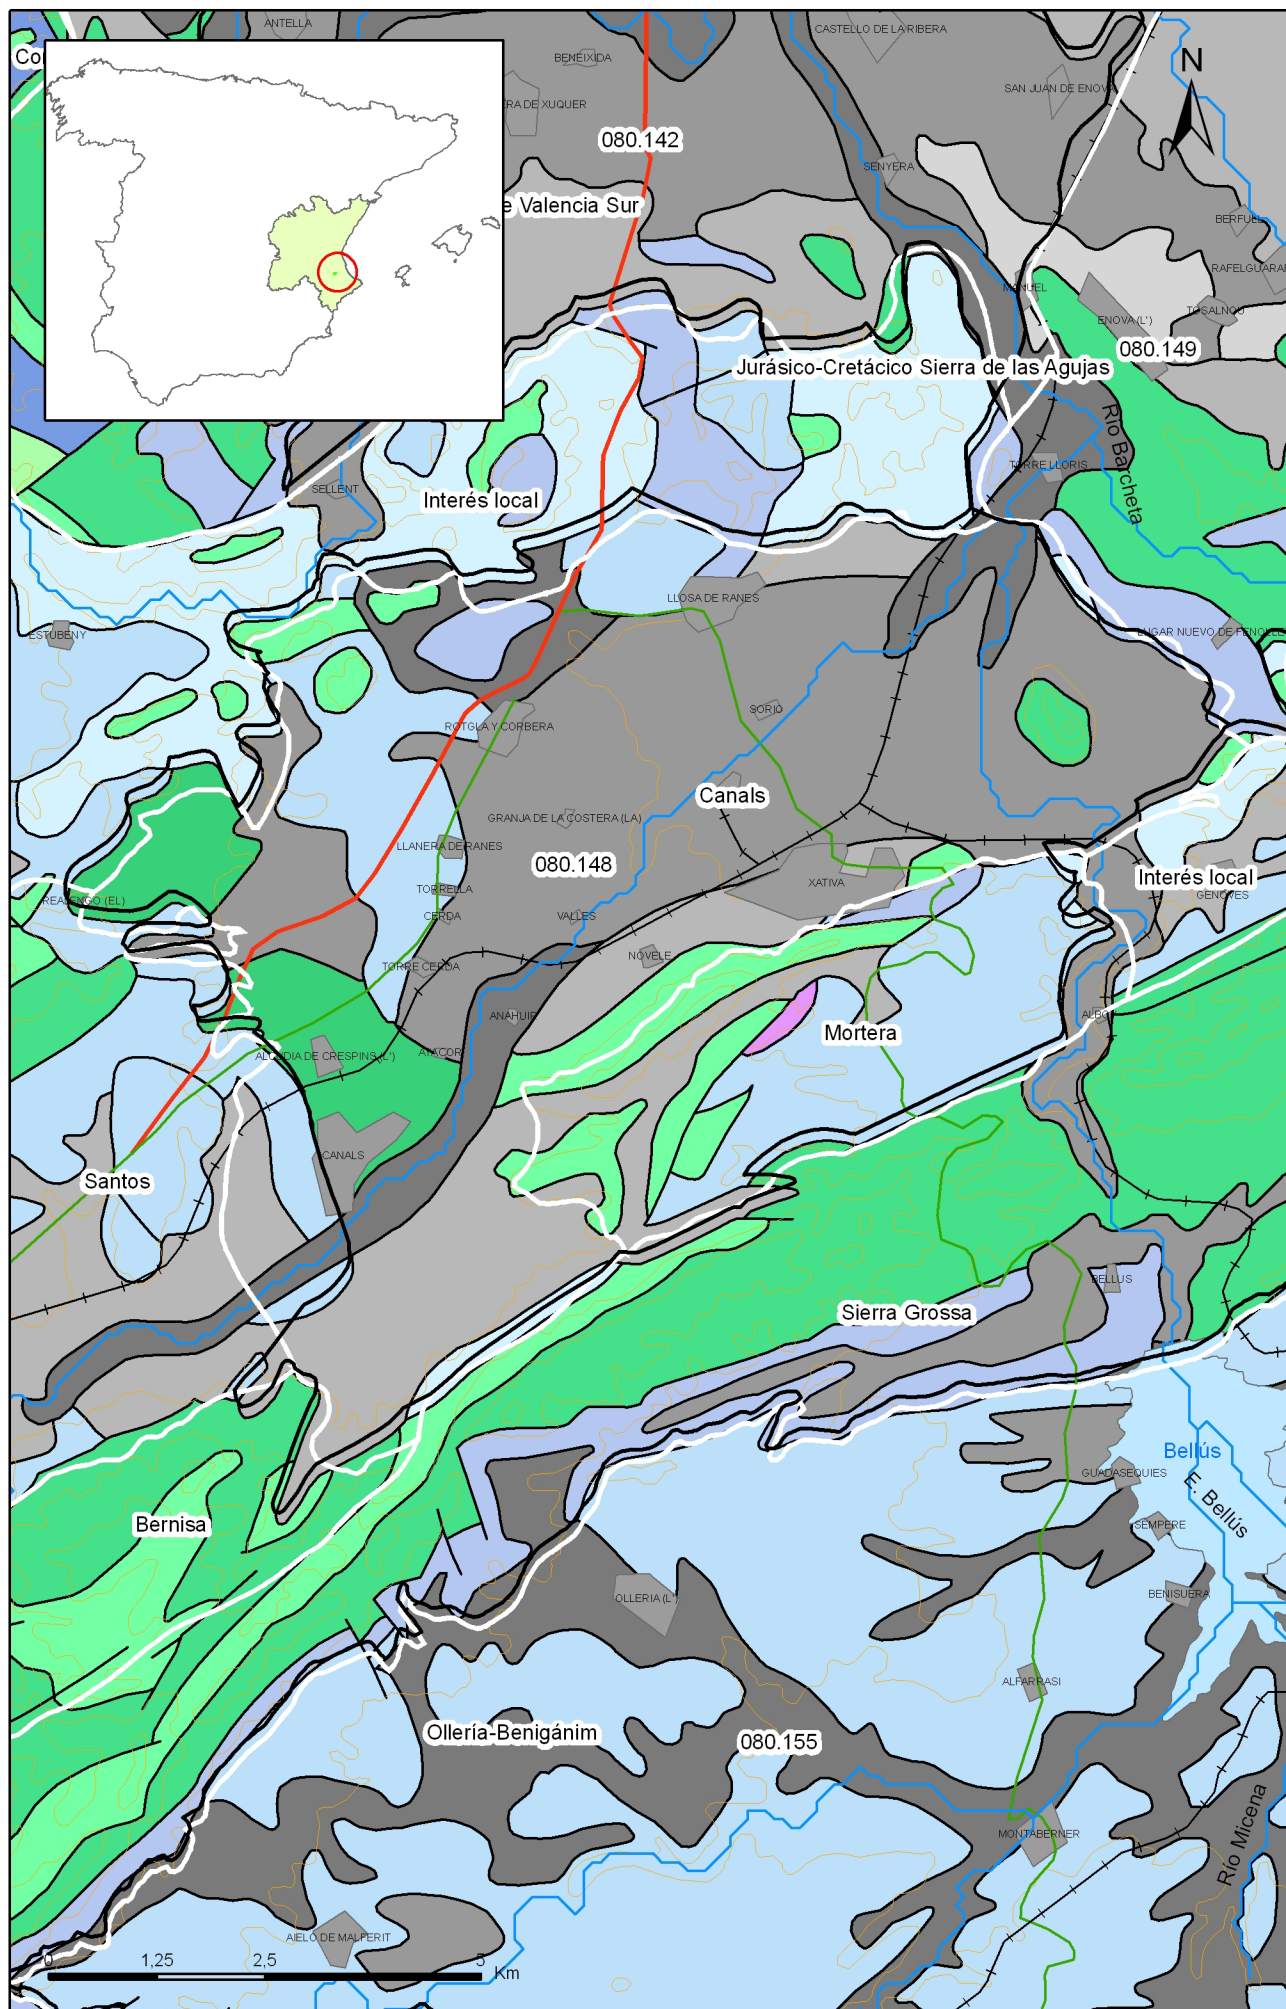 ANTELLA
CASTELLO DE LA RIBERA
BENEIXIDA
N
SAN JUAN DE ENOVA
ERA DE XUQUER
080.142
SENYERA
e Valencia Sur
BERFULL
RAFELGUARAF
MANUEL
TOSALNOU
ENOVA (L')
080.149
Jurásico-Cretácico Sierra de las Agujas
Río Barcheta
TORRE LLORIS
SELLENT
Interés local
LLOSA DE RANES
ESTUBENY
LUGAR NUEVO DE FENOLLET
SORIO
ROTGLA Y CORBERA
Canals
GRANJA DE LA COSTERA (LA)
LLANERA DE RANES
080.148
XATIVA
Interés local
TORRELLA
GENOVES
REALENGO (EL)
CERDA
VALLES
NOVELE
TORRE CERDA
ANAHUIR
ALBOI
Mortera
ALCUDIA DE CRESPINS (L')
AYACOR
CANALS
Santos
BELLUS
Sierra Grossa
Bellús
GUADASEQUIES
E. Bellús
Bernisa
SEMPERE
OLLERIA (L')
BENISUERA
ALFARRASI
Ollería-Benigánim
080.155
Río Micena
MONTABERNER
AIELO DE MALFERIT
0 1,25 2,5 5
Km